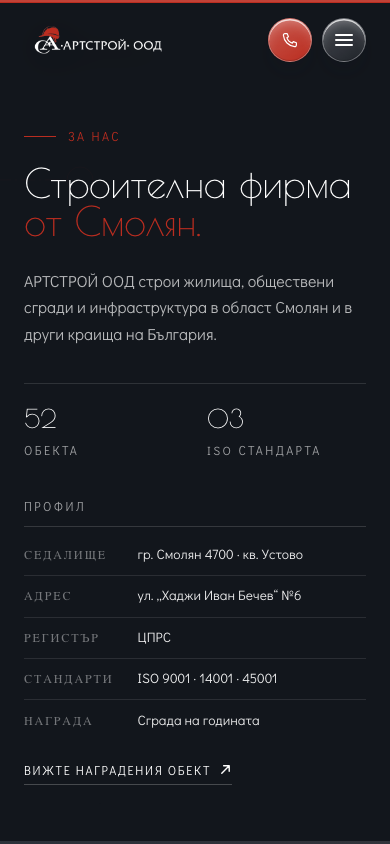 АРТСТРОЙ· ООД
ЗА НАС
Строителна фирма
от Смолян.
АРТСТРОЙ ООД строи жилища, обществени
сгради и инфраструктура в област Смолян и в
други краища на България.
52
03
ОБЕКТА
ISO СТАНДАРТА
ПРОФИЛ
СЕДАЛИЩЕ гр. Смолян 4700 · кв. Устово
АДРЕС ул. „Хаджи Иван Бечев“ №6
РЕГИСТЪР ЦПРС
СТАНДАРТИ ISO 9001 · 14001 · 45001
НАГРАДА Сграда на годината
ВИЖТЕ НАГРАДЕНИЯ ОБЕКТ ↗